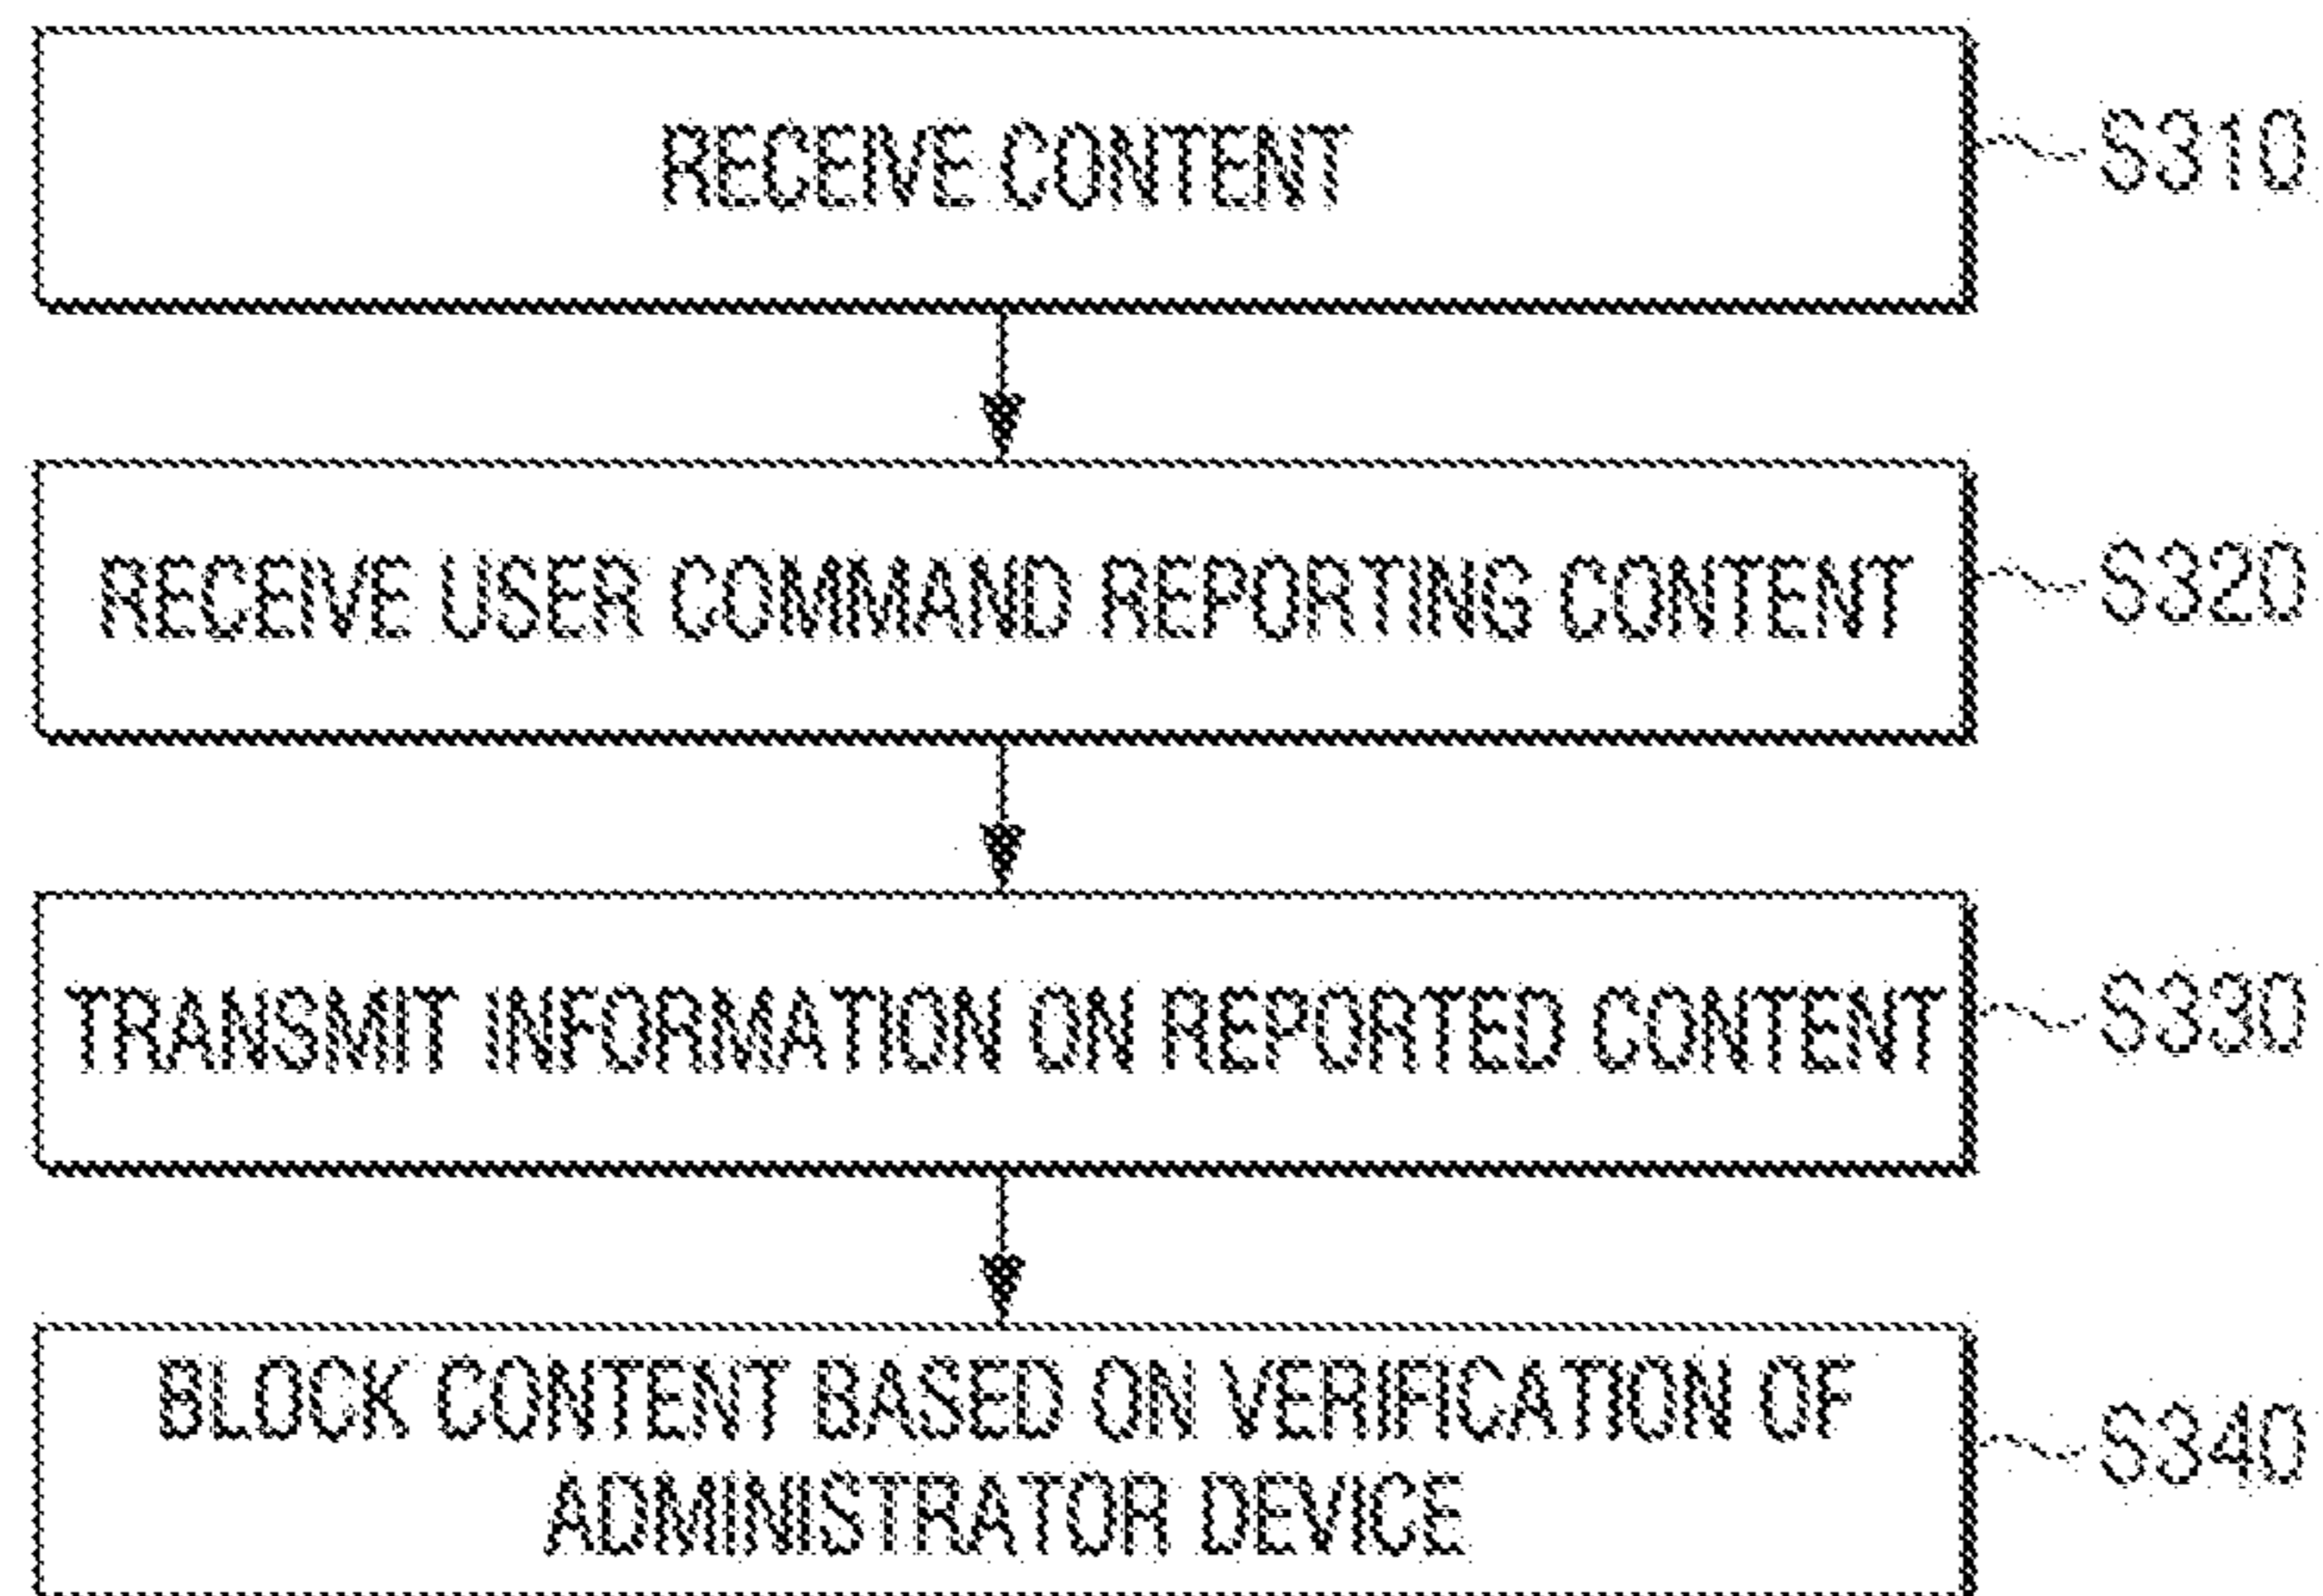 RECEIVE CONTENT
S310
RECEIVE USER COMMAND REPORTING CONTENT
S320
TRANSMIT INFORMATION ON REPORTED CONTENT
S330
BLOCK CONTENT BASED ON VERIFICATION OF
ADMINISTRATOR DEVICE
S340